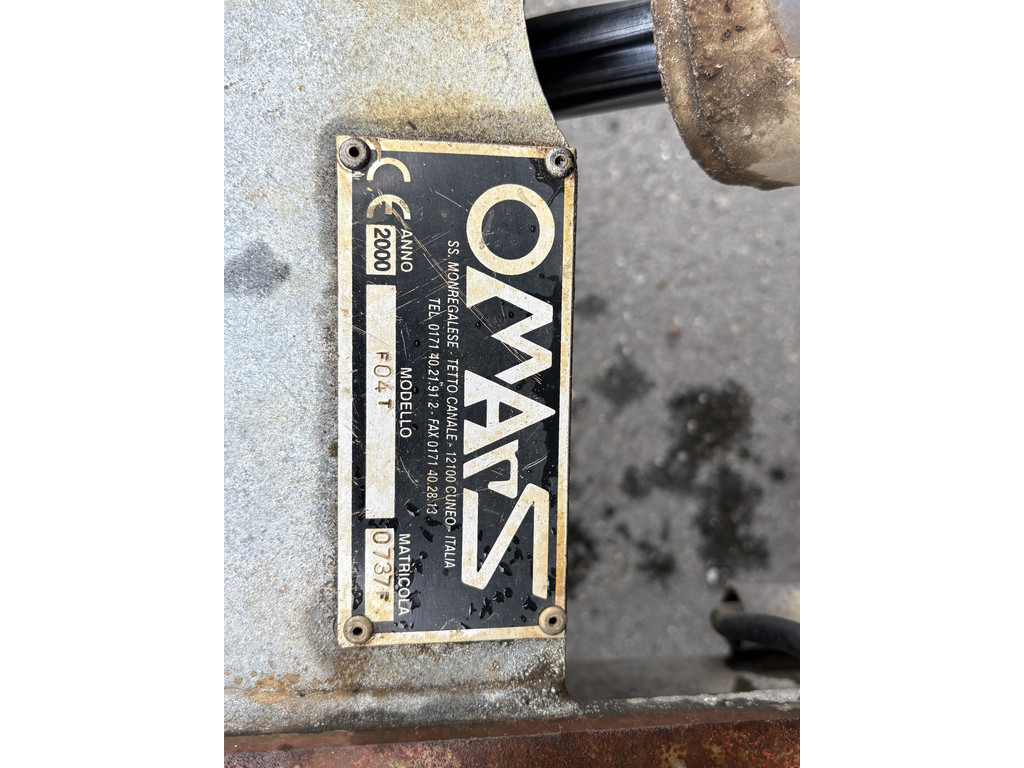 OMArS
SS. MONREGALESE - TETTO CANALE - 12100 CUNEO - ITALIA
TEL. 0171 40.21.91.2 - FAX 0171 40.28.13
CE ANNO MODELLO MATRICOLA
2000 F04T 0737F